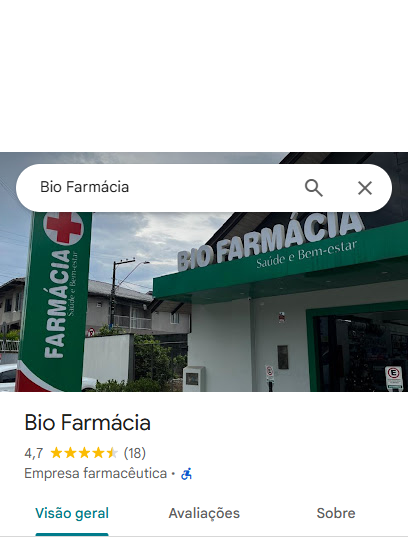 Bio Farmácia
BIO FARMÁCIA
Saúde e Bem-estar
FARMÁCIA
Saúde e Bem-estar
E
Bio Farmácia
4,7 (18)
Empresa farmacêutica ·
Visão geral
Avaliações
Sobre